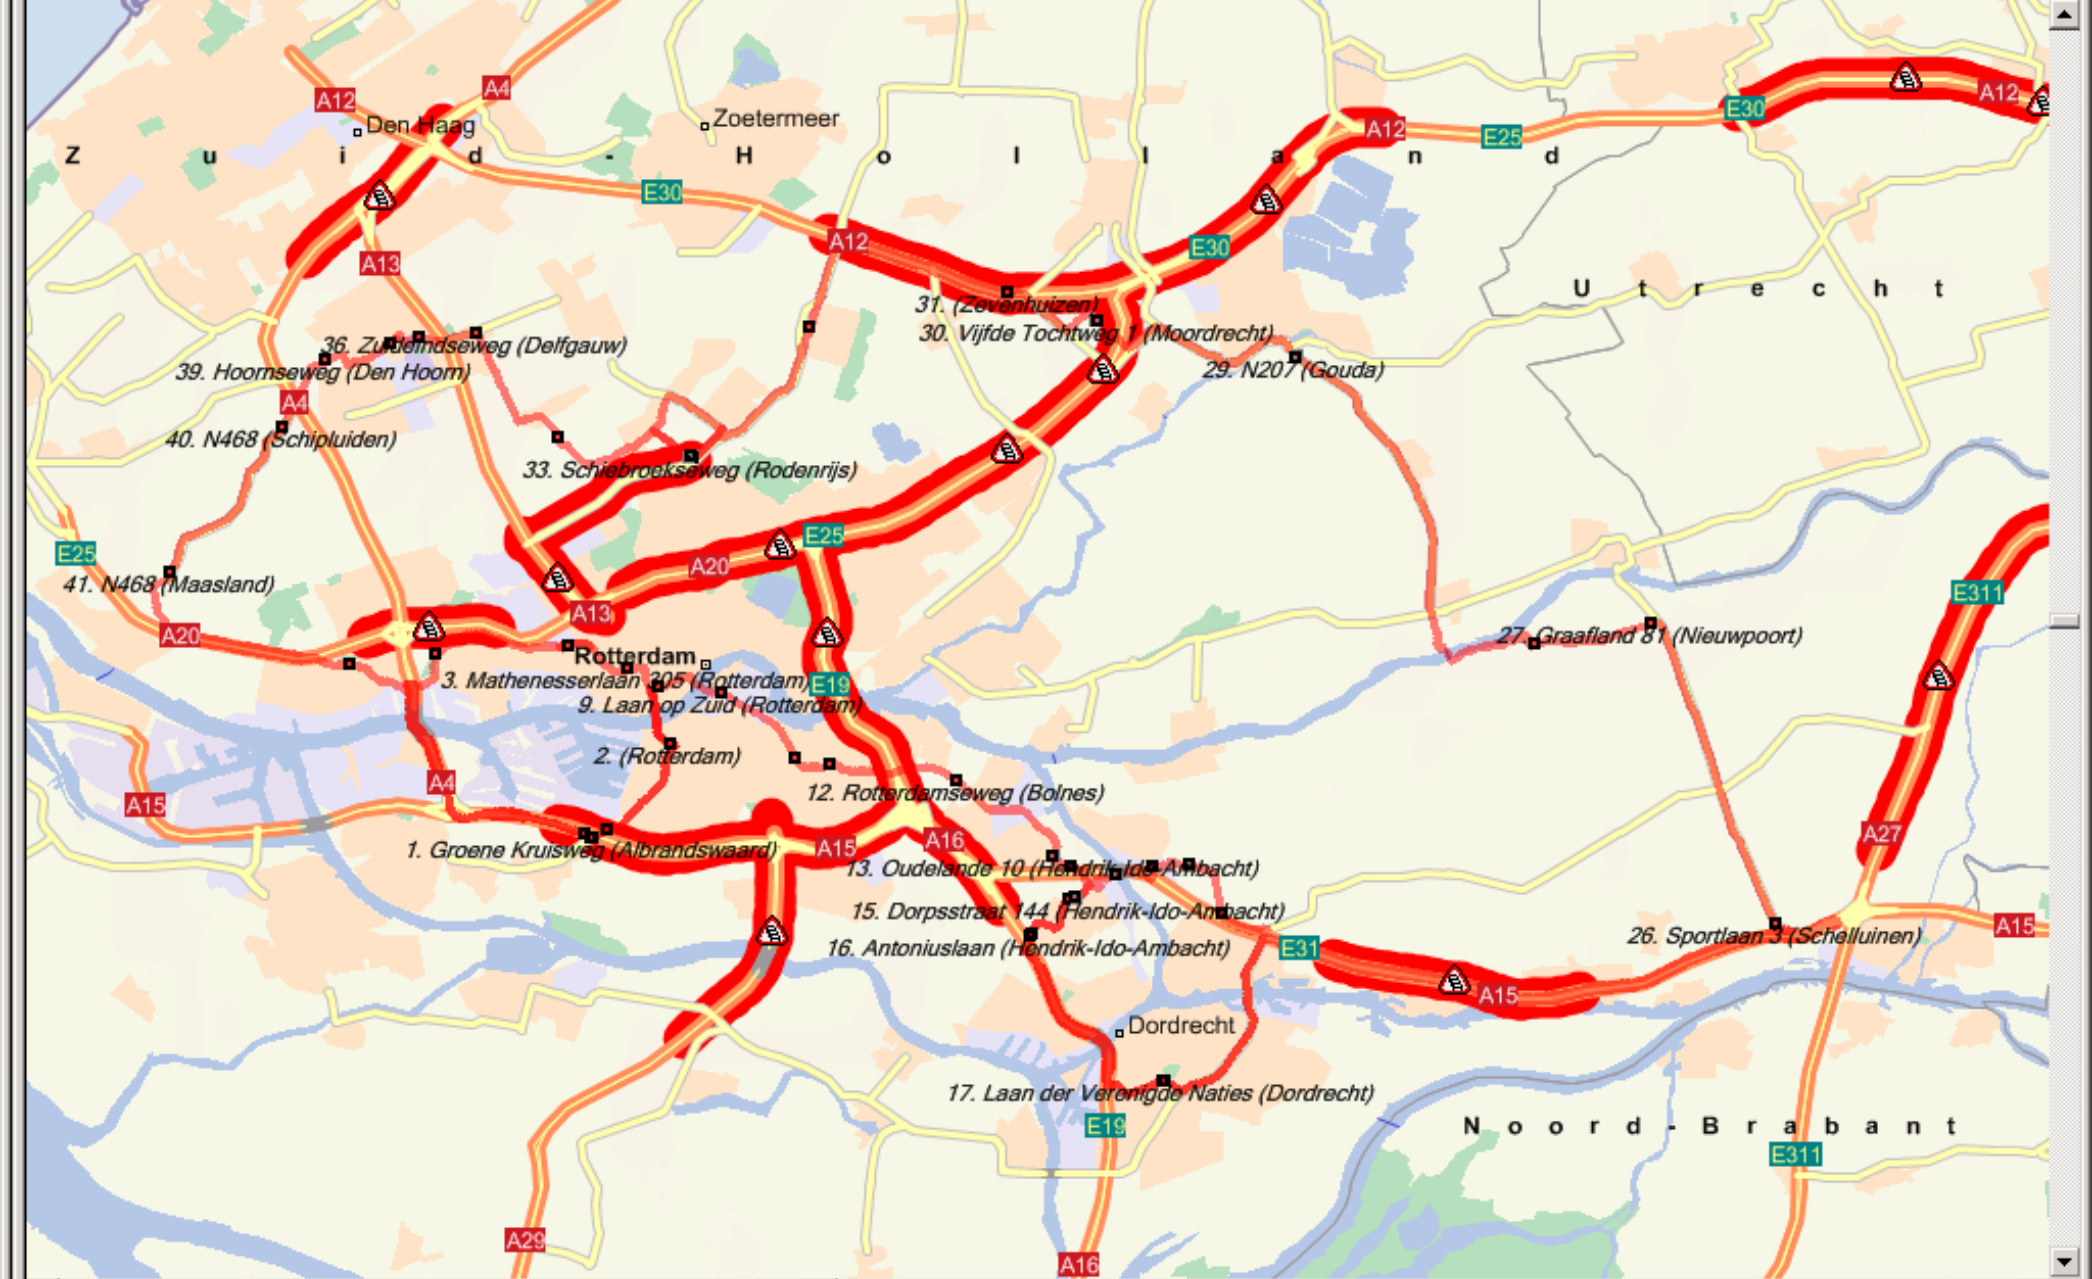 A4
A12
Zoetermeer
Den Haag
E30
A12
A12
E25
Zuid-Holland
E30
A12
E30
A13
Utrecht
31. (Zevenhuizen)
30. Vijfde Tochtweg 1 (Moordrecht)
36. Zuideindseweg (Delfgauw)
39. Hoornseweg (Den Hoorn)
29. N207 (Gouda)
A4
40. N468 (Schipluiden)
33. Schiebroekseweg (Rodenrijs)
E25
E25
A20
41. N468 (Maasland)
E311
A13
A20
27. Graafland 81 (Nieuwpoort)
Rotterdam
3. Mathenesserlaan 305 (Rotterdam)
E19
9. Laan op Zuid (Rotterdam)
2. (Rotterdam)
A4
12. Rotterdamseweg (Bolnes)
A15
A27
A16
1. Groene Kruisweg (Albrandswaard)
A15
13. Oudelande 10 (Hendrik-Ido-Ambacht)
15. Dorpsstraat 144 (Hendrik-Ido-Ambacht)
A15
26. Sportlaan 3 (Schelluinen)
16. Antoniuslaan (Hendrik-Ido-Ambacht)
E31
A15
Dordrecht
17. Laan der Verenigde Naties (Dordrecht)
E19
Noord-Brabant
E311
A29
A16